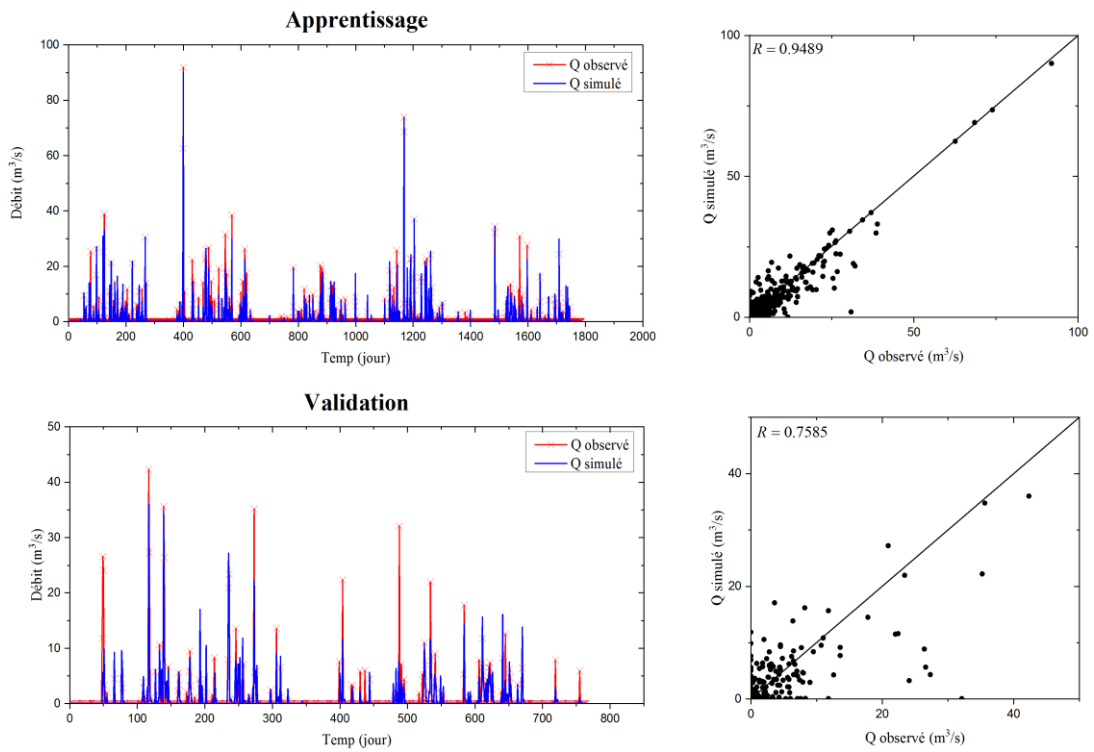 Apprentissage
Débit (m³/s)
100
80
60
40
20
0
Q observé
Q simulé
0 200 400 600 800 1000 1200 1400 1600 1800 2000
Temp (jour)
R = 0.9489
Q simulé (m³/s)
100
50
0
0 50 100
Q observé (m³/s)
Validation
Débit (m³/s)
50
40
30
20
10
0
Q observé
Q simulé
0 100 200 300 400 500 600 700 800
Temp (jour)
R = 0.7585
Q simulé (m³/s)
40
20
0
0 20 40
Q observé (m³/s)